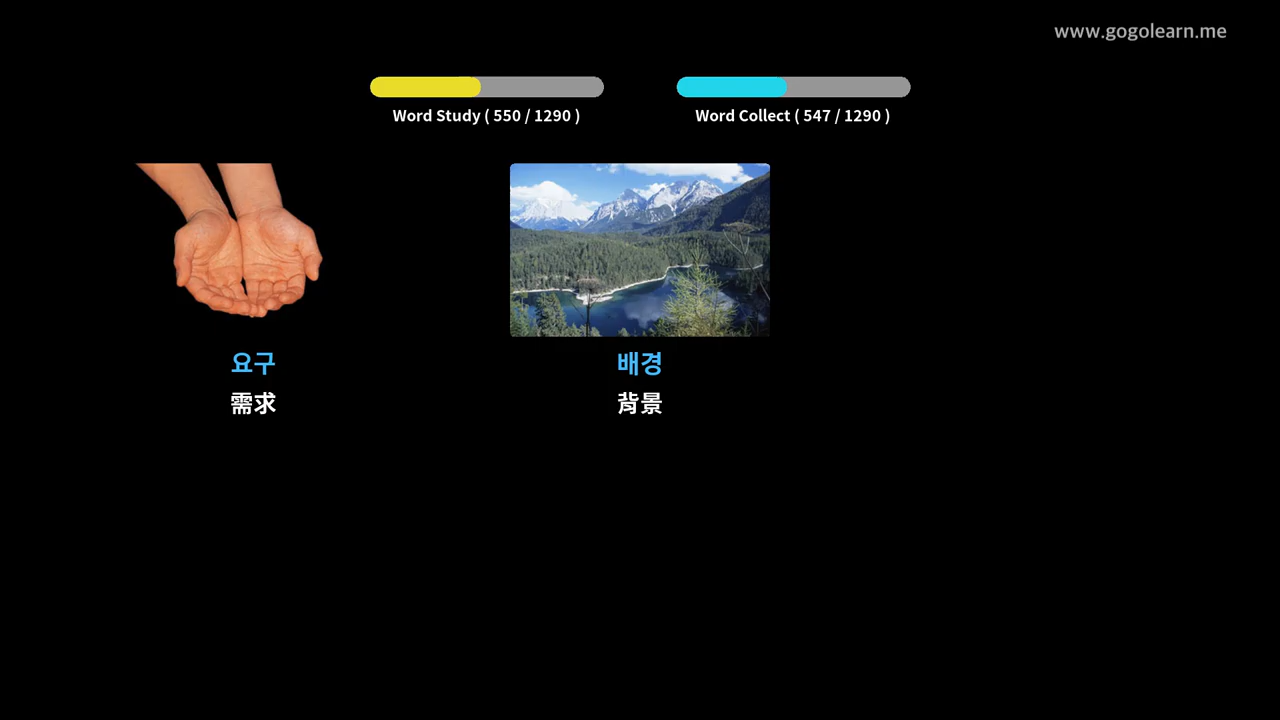 www.gogolearn.me
Word Study ( 550 / 1290 )
Word Collect ( 547 / 1290 )
요구
需求
배경
背景